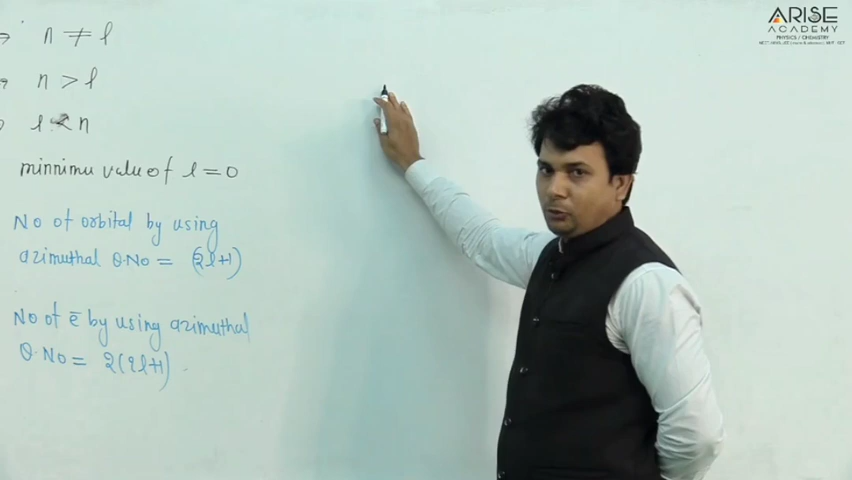 ARISE
ACADEMY
PHYSICS / CHEMISTRY
⇒ n ≠ l
n > l
l < n
minnimu value of l = 0
No of orbital by using
azimuthal Q.No = (2l+1)
No of e̅ by using azimuthal
Q.No = 2(2l+1)